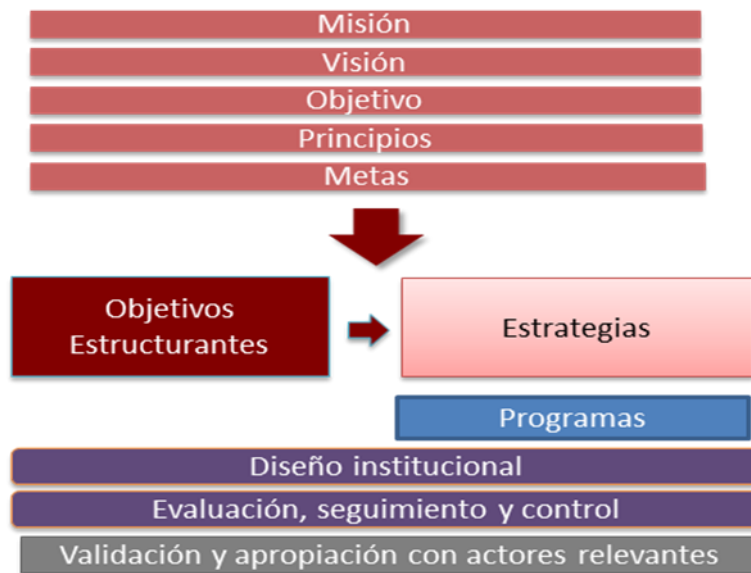 Misión
Visión
Objetivo
Principios
Metas
Objetivos
Estructurantes
Estrategias
Programas
Diseño institucional
Evaluación, seguimiento y control
Validación y apropiación con actores relevantes